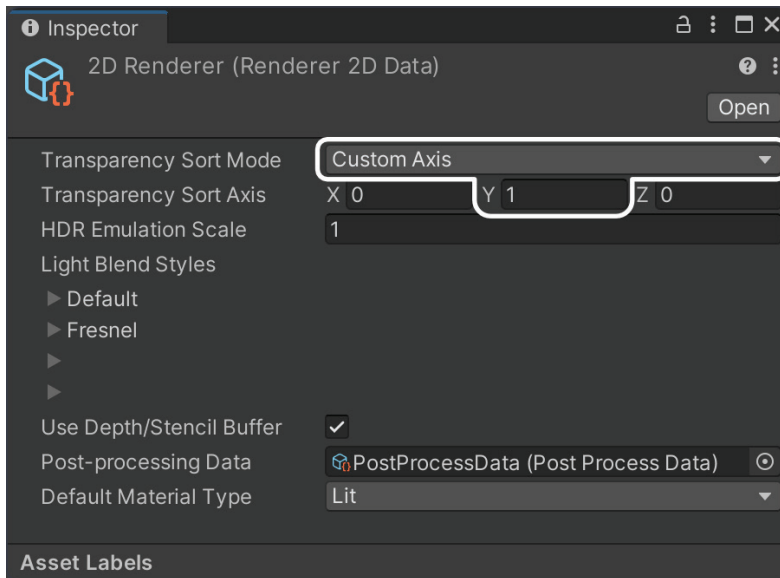 Inspector
2D Renderer (Renderer 2D Data)
Open
Transparency Sort Mode Custom Axis
Transparency Sort Axis X 0 Y 1 Z 0
HDR Emulation Scale 1
Light Blend Styles
Default
Fresnel
Use Depth/Stencil Buffer
Post-processing Data PostProcessData (Post Process Data)
Default Material Type Lit
Asset Labels